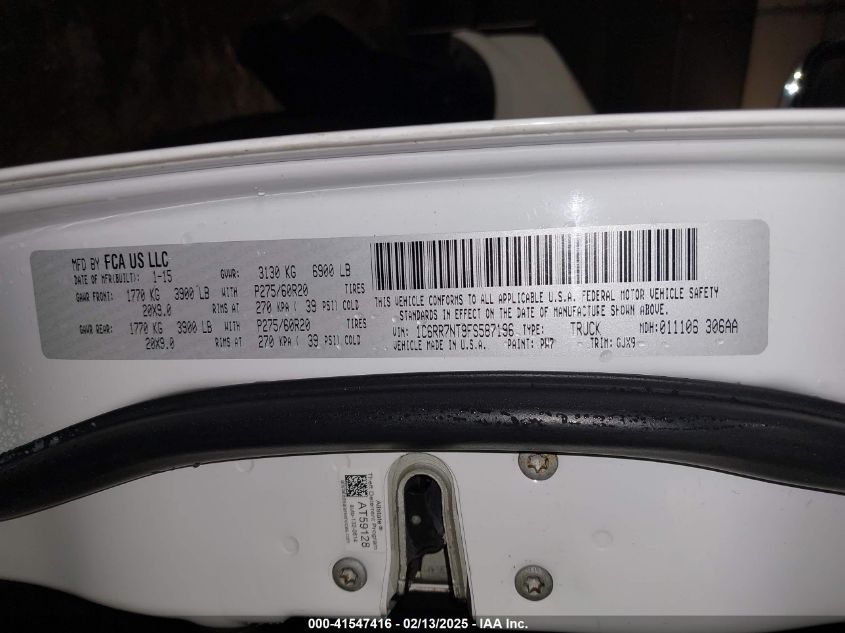 MFD BY FCA US LLC
DATE OF MFR(BUILT): 1-15 GVWR: 3130 KG 6900 LB
GAWR FRONT: 1770 KG 3900 LB WITH P275/60R20 TIRES
20X9.0 RIMS AT 270 KPA ( 39 PSI) COLD
GAWR REAR: 1770 KG 3900 LB WITH P275/60R20 TIRES
20X9.0 RIMS AT 270 KPA ( 39 PSI) COLD
THIS VEHICLE CONFORMS TO ALL APPLICABLE U.S.A. FEDERAL MOTOR VEHICLE SAFETY
STANDARDS IN EFFECT ON THE DATE OF MANUFACTURE SHOWN ABOVE.
VIN: 1C6RR7NT9FS587196 TYPE: TRUCK MDH: 011106 306AA
VEHICLE MADE IN U.S.A. PAINT: PW7 TRIM: GJX9
Allstate®
Theft Deterrent Program
AT59128
000-41547416 — 02/13/2025 — IAA Inc.